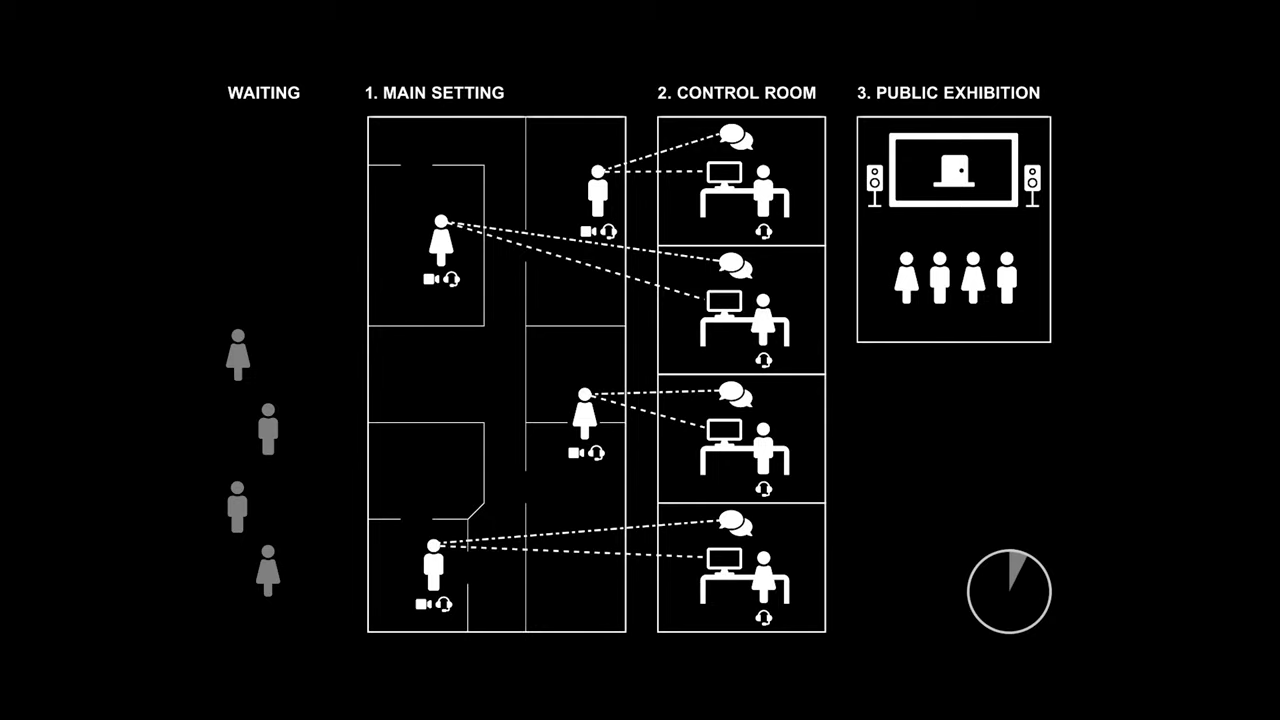 WAITING
1. MAIN SETTING
2. CONTROL ROOM
3. PUBLIC EXHIBITION